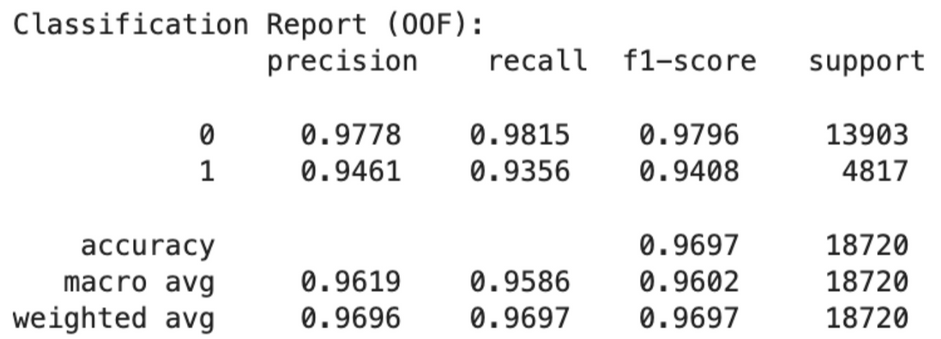 Classification Report (OOF):
precision recall f1-score support
0 0.9778 0.9815 0.9796 13903
1 0.9461 0.9356 0.9408 4817
accuracy 0.9697 18720
macro avg 0.9619 0.9586 0.9602 18720
weighted avg 0.9696 0.9697 0.9697 18720